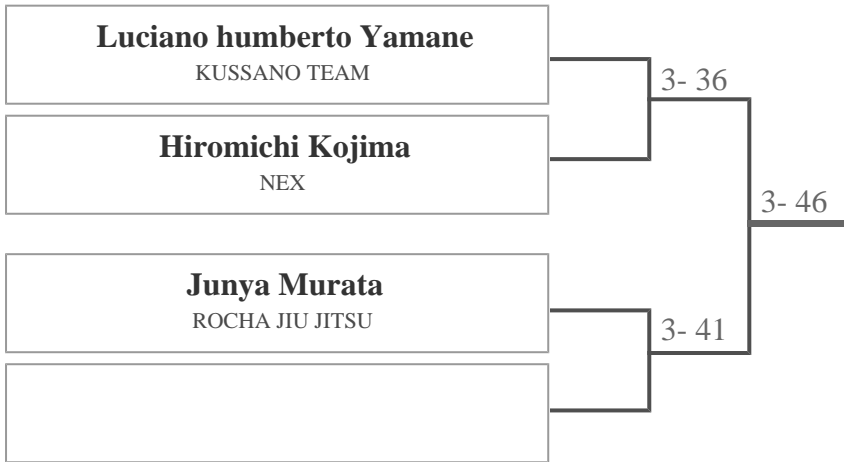 Luciano humberto Yamane
KUSSANO TEAM
3- 36
Hiromichi Kojima
NEX
3- 46
Junya Murata
ROCHA JIU JITSU
3- 41